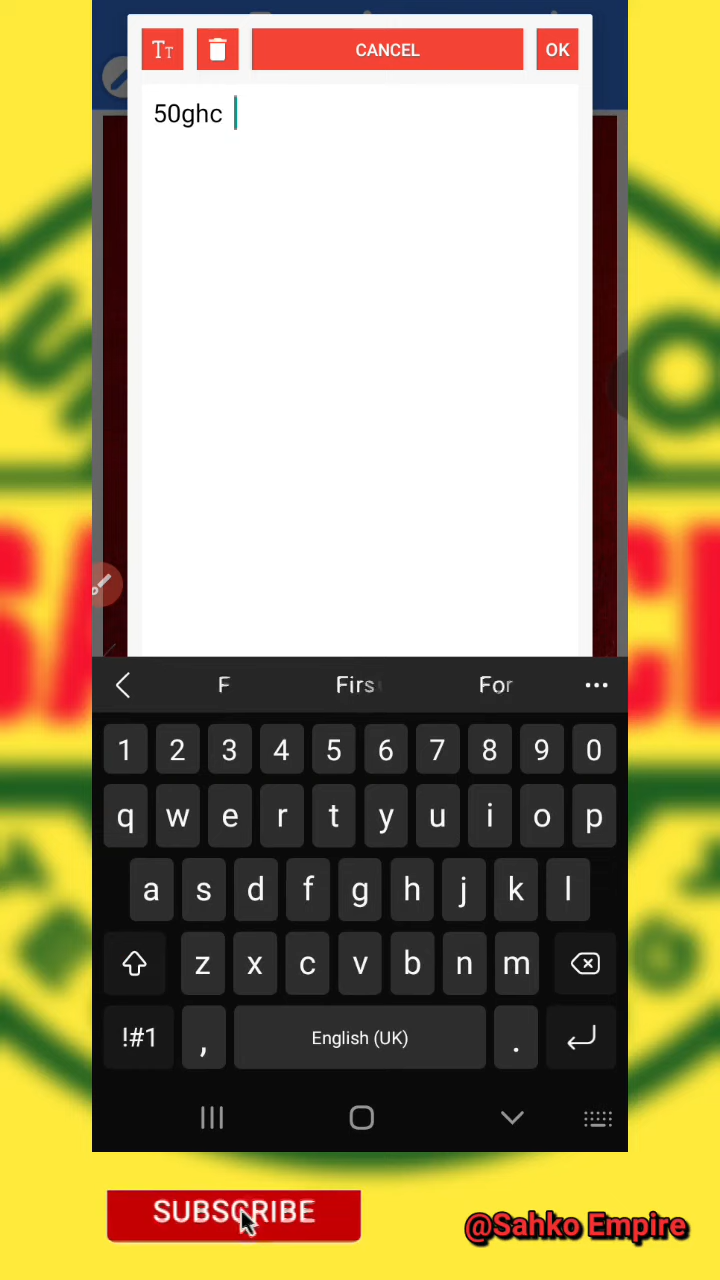 TT
CANCEL
OK
50ghc
F
Firs
For
1 2 3 4 5 6 7 8 9 0
q w e r t y u i o p
a s d f g h j k l
z x c v b n m
!#1 , English (UK) .
SUBSCRIBE
@Sahko Empire